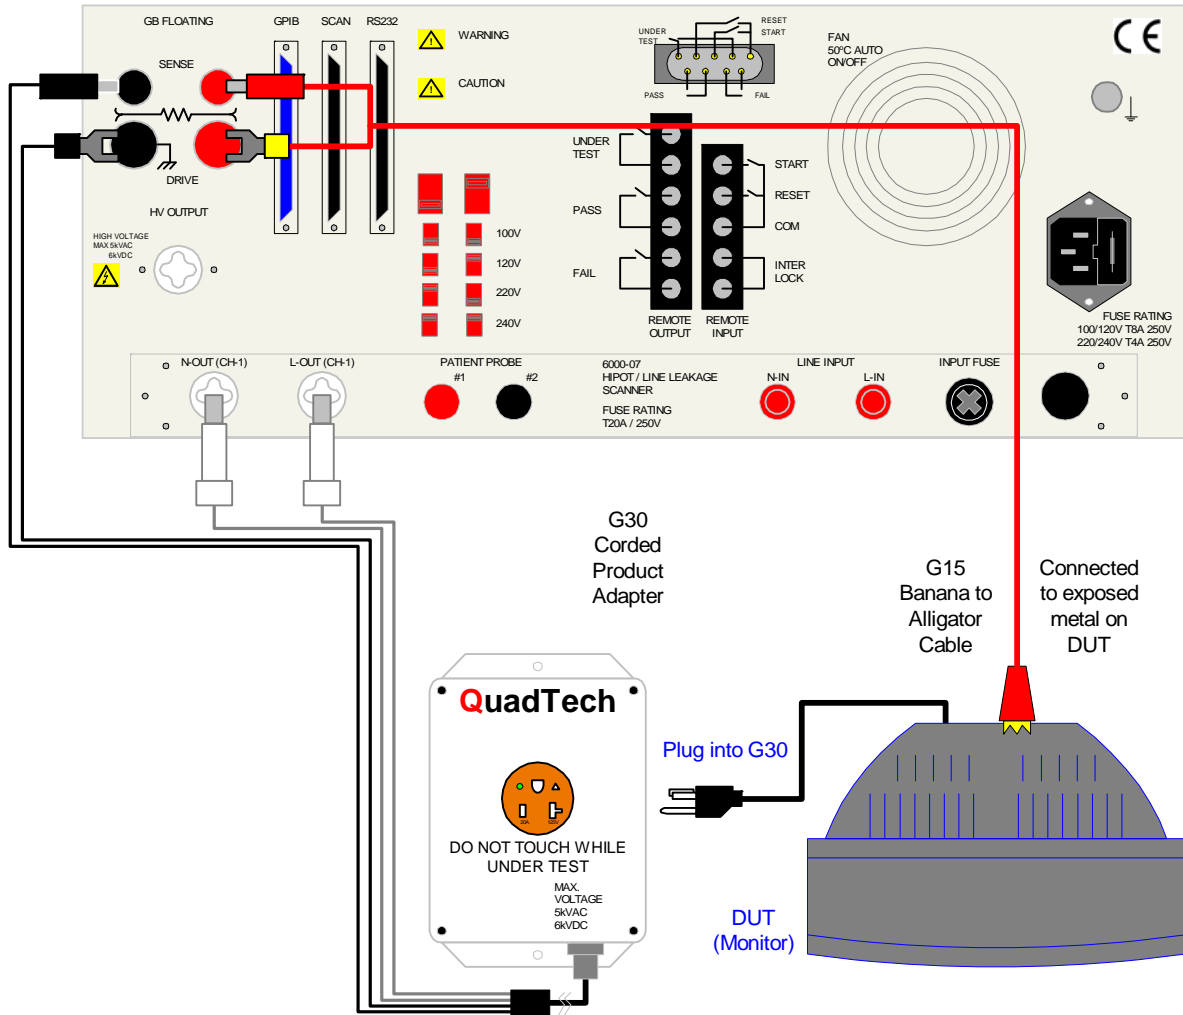 GB FLOATING
GPIB
SCAN
RS232
SENSE
DRIVE
HV OUTPUT
HIGH VOLTAGE
MAX 5kVAC
6kVDC
WARNING
CAUTION
100V
120V
220V
240V
UNDER
TEST
RESET
START
PASS
FAIL
UNDER
TEST
PASS
FAIL
REMOTE
OUTPUT
START
RESET
COM
INTER
LOCK
REMOTE
INPUT
FAN
50ºC AUTO
ON/OFF
CE
FUSE RATING
100/120V T8A 250V
220/240V T4A 250V
N-OUT (CH-1)
L-OUT (CH-1)
PATIENT PROBE
#1
#2
6000-07
HIPOT / LINE LEAKAGE
SCANNER
FUSE RATING
T20A / 250V
LINE INPUT
N-IN
L-IN
INPUT FUSE
G30
Corded
Product
Adapter
G15
Banana to
Alligator
Cable
Connected
to exposed
metal on
DUT
QuadTech
20A
125V
DO NOT TOUCH WHILE
UNDER TEST
MAX.
VOLTAGE
5kVAC
6kVDC
Plug into G30
DUT
(Monitor)